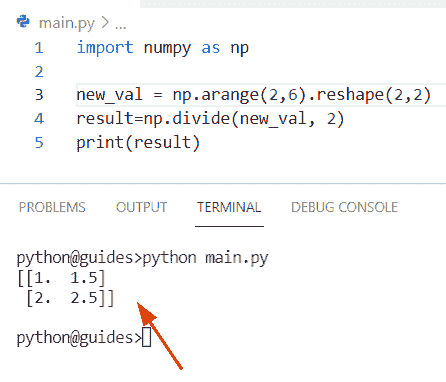 main.py > ...
1 import numpy as np
2
3 new_val = np.arange(2,6).reshape(2,2)
4 result=np.divide(new_val, 2)
5 print(result)
PROBLEMS OUTPUT TERMINAL DEBUG CONSOLE
python@guides>python main.py
[[1.  1.5]
 [2.  2.5]]
python@guides>